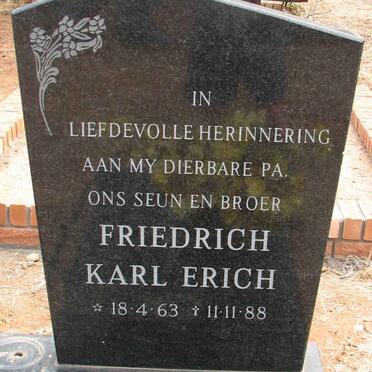 IN
LIEFDEVOLLE HERINNERING
AAN MY DIERBARE PA,
ONS SEUN EN BROER
FRIEDRICH
KARL ERICH
☆ 18·4·63 ✝ 11·11·88